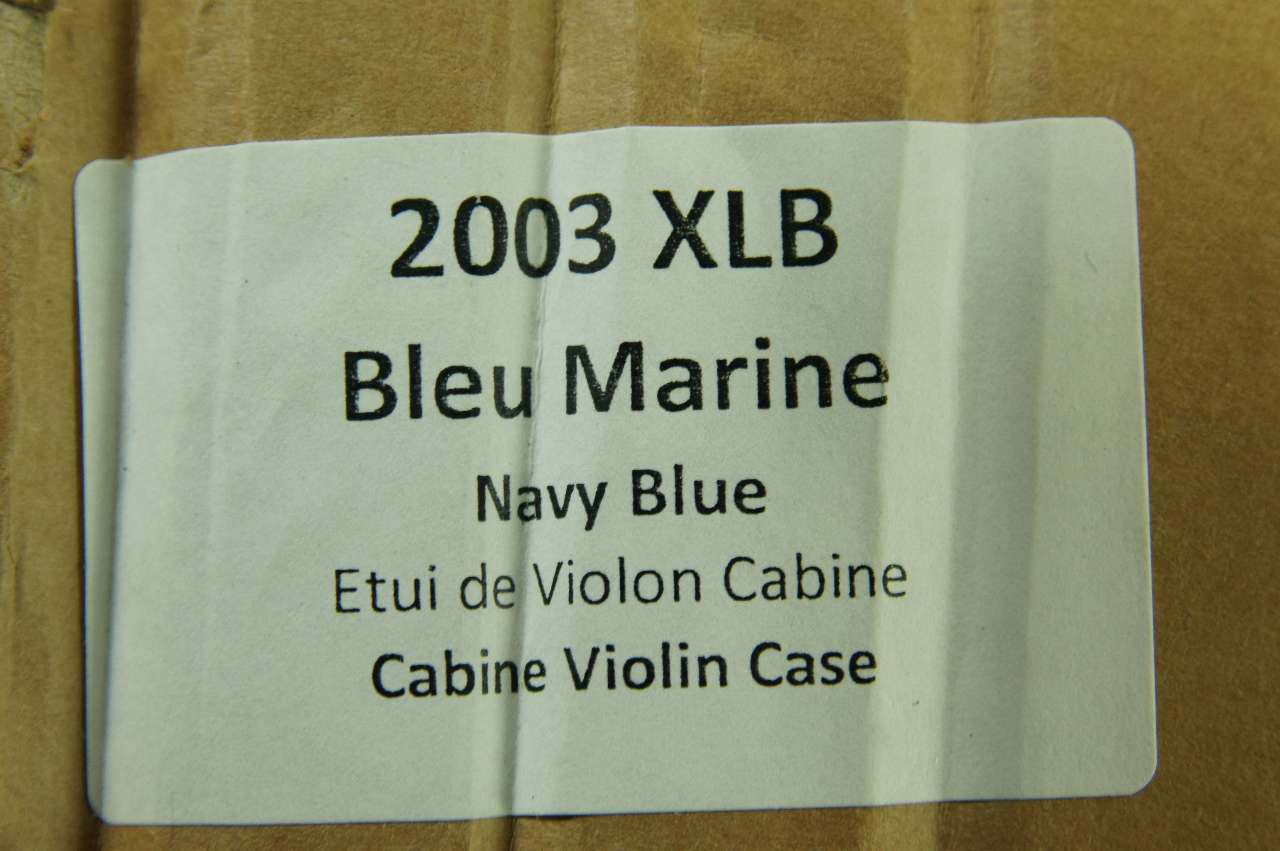 2003 XLB
Bleu Marine
Navy Blue
Etui de Violon Cabine
Cabine Violin Case